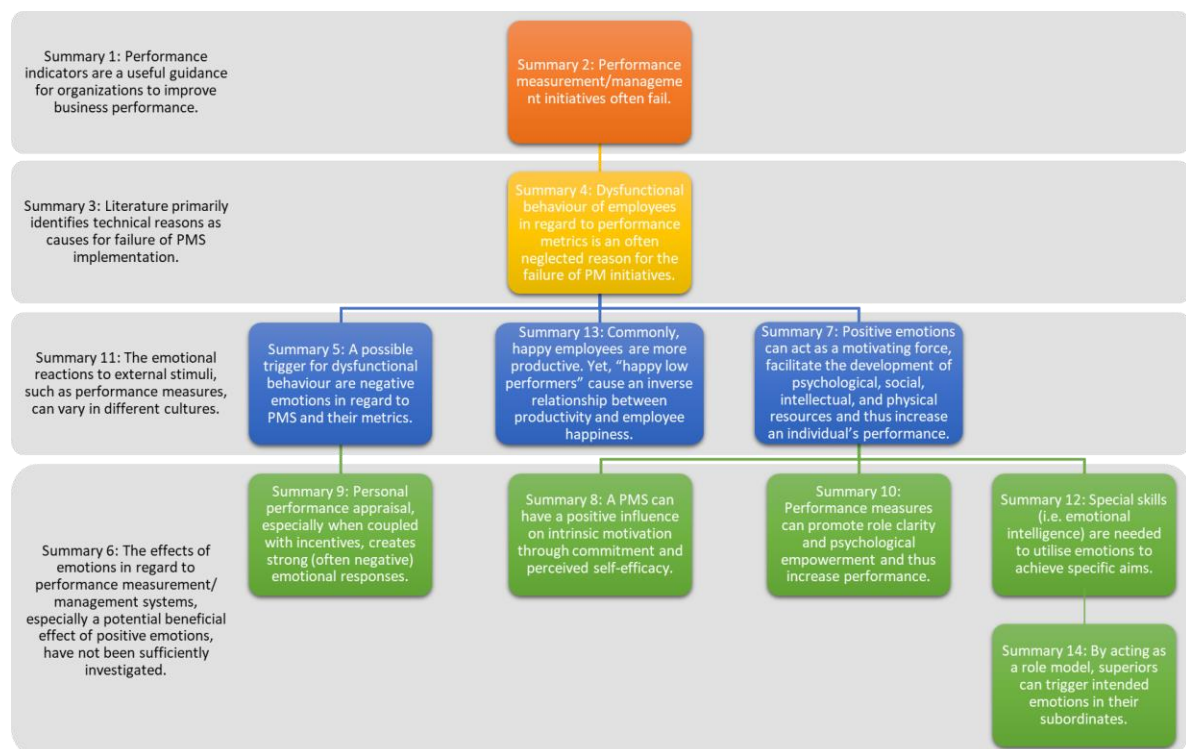 Summary 1: Performance
indicators are a useful guidance
for organizations to improve
business performance.
Summary 2: Performance
measurement/manageme
nt initiatives often fail.
Summary 3: Literature primarily
identifies technical reasons as
causes for failure of PMS
implementation.
Summary 4: Dysfunctional
behaviour of employees
in regard to performance
metrics is an often
neglected reason for the
failure of PM initiatives.
Summary 11: The emotional
reactions to external stimuli,
such as performance measures,
can vary in different cultures.
Summary 5: A possible
trigger for dysfunctional
behaviour are negative
emotions in regard to
PMS and their metrics.
Summary 13: Commonly,
happy employees are more
productive. Yet, “happy low
performers” cause an inverse
relationship between
productivity and employee
happiness.
Summary 7: Positive emotions
can act as a motivating force,
facilitate the development of
psychological, social,
intellectual, and physical
resources and thus increase
an individual’s performance.
Summary 6: The effects of
emotions in regard to
performance measurement/
management systems,
especially a potential beneficial
effect of positive emotions,
have not been sufficiently
investigated.
Summary 9: Personal
performance appraisal,
especially when coupled
with incentives, creates
strong (often negative)
emotional responses.
Summary 8: A PMS can
have a positive influence
on intrinsic motivation
through commitment and
perceived self-efficacy.
Summary 10:
Performance measures
can promote role clarity
and psychological
empowerment and thus
increase performance.
Summary 12: Special skills
(i.e. emotional
intelligence) are needed
to utilise emotions to
achieve specific aims.
Summary 14: By acting as
a role model, superiors
can trigger intended
emotions in their
subordinates.